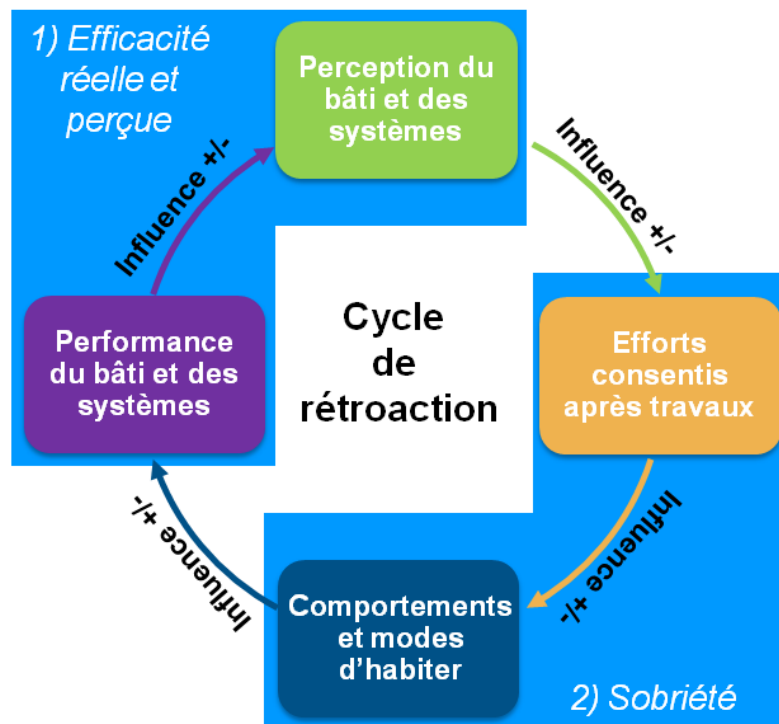 1) Efficacité
réelle et
perçue
Perception du
bâti et des
systèmes
Influence +/-
Influence +/-
Performance
du bâti et des
systèmes
Cycle
de
rétroaction
Efforts
consentis
après travaux
Influence +/-
Influence +/-
Comportements
et modes
d'habiter
2) Sobriété